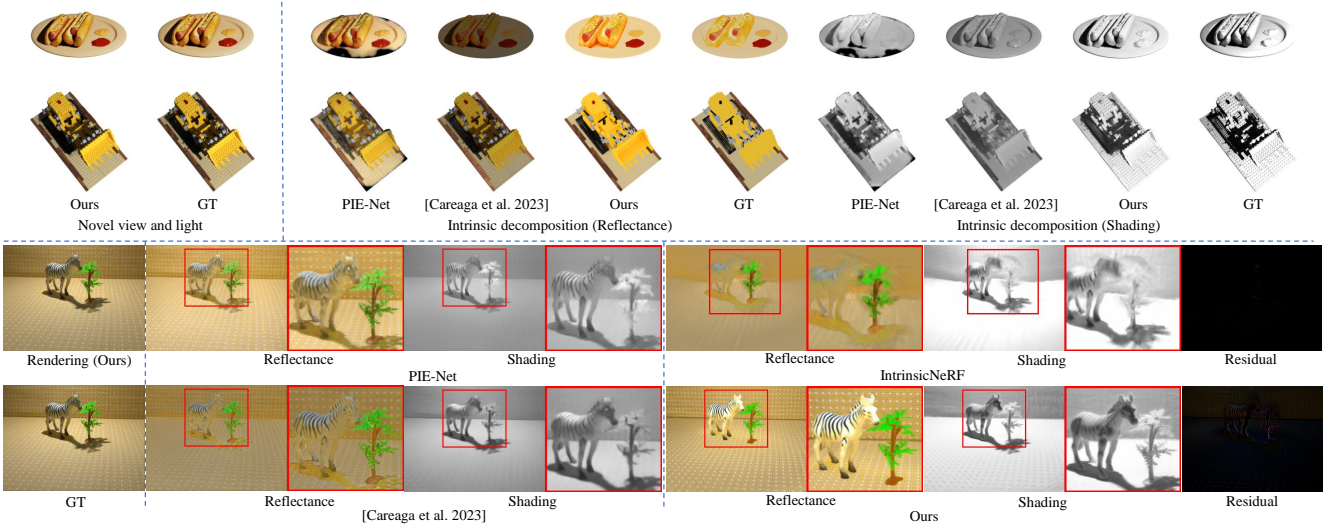 Ours GT PIE-Net [Careaga et al. 2023] Ours GT PIE-Net [Careaga et al. 2023] Ours GT
Novel view and light Intrinsic decomposition (Reflectance) Intrinsic decomposition (Shading)
Rendering (Ours) Reflectance Shading Reflectance Shading Residual
PIE-Net IntrinsicNeRF
GT Reflectance Shading Reflectance Shading Residual
[Careaga et al. 2023] Ours